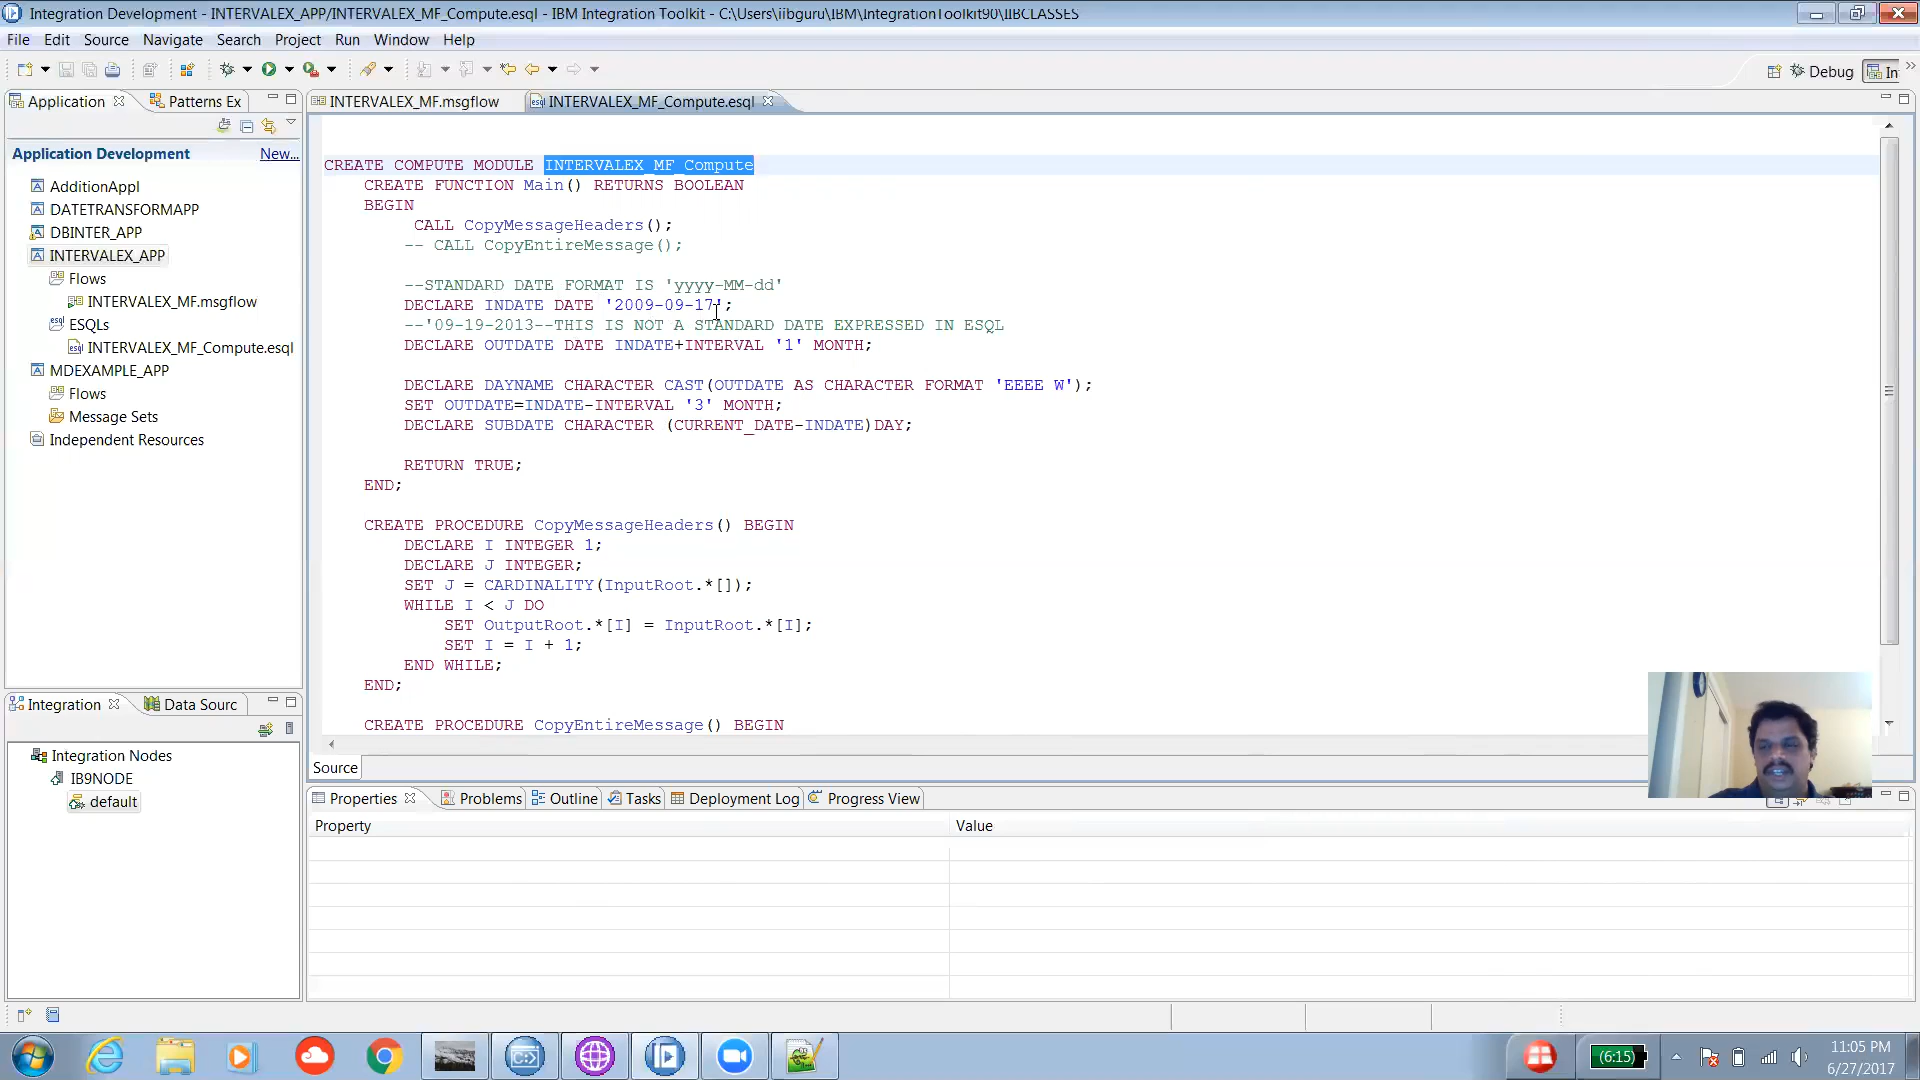 Integration Development - INTERVALEX_APP/INTERVALEX_MF_Compute.esql - IBM Integration Toolkit - C:\Users\iibguru\IBM\IntegrationToolkit90\IIBCLASSES
File Edit Source Navigate Search Project Run Window Help
Debug In
Application Patterns Ex
INTERVALEX_MF.msgflow INTERVALEX_MF_Compute.esql
Application Development New...
AdditionAppl
DATETRANSFORMAPP
DBINTER_APP
INTERVALEX_APP
Flows
INTERVALEX_MF.msgflow
ESQLs
INTERVALEX_MF_Compute.esql
MDEXAMPLE_APP
Flows
Message Sets
Independent Resources
CREATE COMPUTE MODULE INTERVALEX_MF_Compute
CREATE FUNCTION Main() RETURNS BOOLEAN
BEGIN
CALL CopyMessageHeaders();
-- CALL CopyEntireMessage();
--STANDARD DATE FORMAT IS 'yyyy-MM-dd'
DECLARE INDATE DATE '2009-09-17';
--'09-19-2013--THIS IS NOT A STANDARD DATE EXPRESSED IN ESQL
DECLARE OUTDATE DATE INDATE+INTERVAL '1' MONTH;
DECLARE DAYNAME CHARACTER CAST(OUTDATE AS CHARACTER FORMAT 'EEEE W');
SET OUTDATE=INDATE-INTERVAL '3' MONTH;
DECLARE SUBDATE CHARACTER (CURRENT_DATE-INDATE)DAY;
RETURN TRUE;
END;
CREATE PROCEDURE CopyMessageHeaders() BEGIN
DECLARE I INTEGER 1;
DECLARE J INTEGER;
SET J = CARDINALITY(InputRoot.*[]);
WHILE I < J DO
SET OutputRoot.*[I] = InputRoot.*[I];
SET I = I + 1;
END WHILE;
END;
CREATE PROCEDURE CopyEntireMessage() BEGIN
Source
Integration Data Sourc
Integration Nodes
IB9NODE
default
Properties Problems Outline Tasks Deployment Log Progress View
Property Value
(6:15)
11:05 PM
6/27/2017